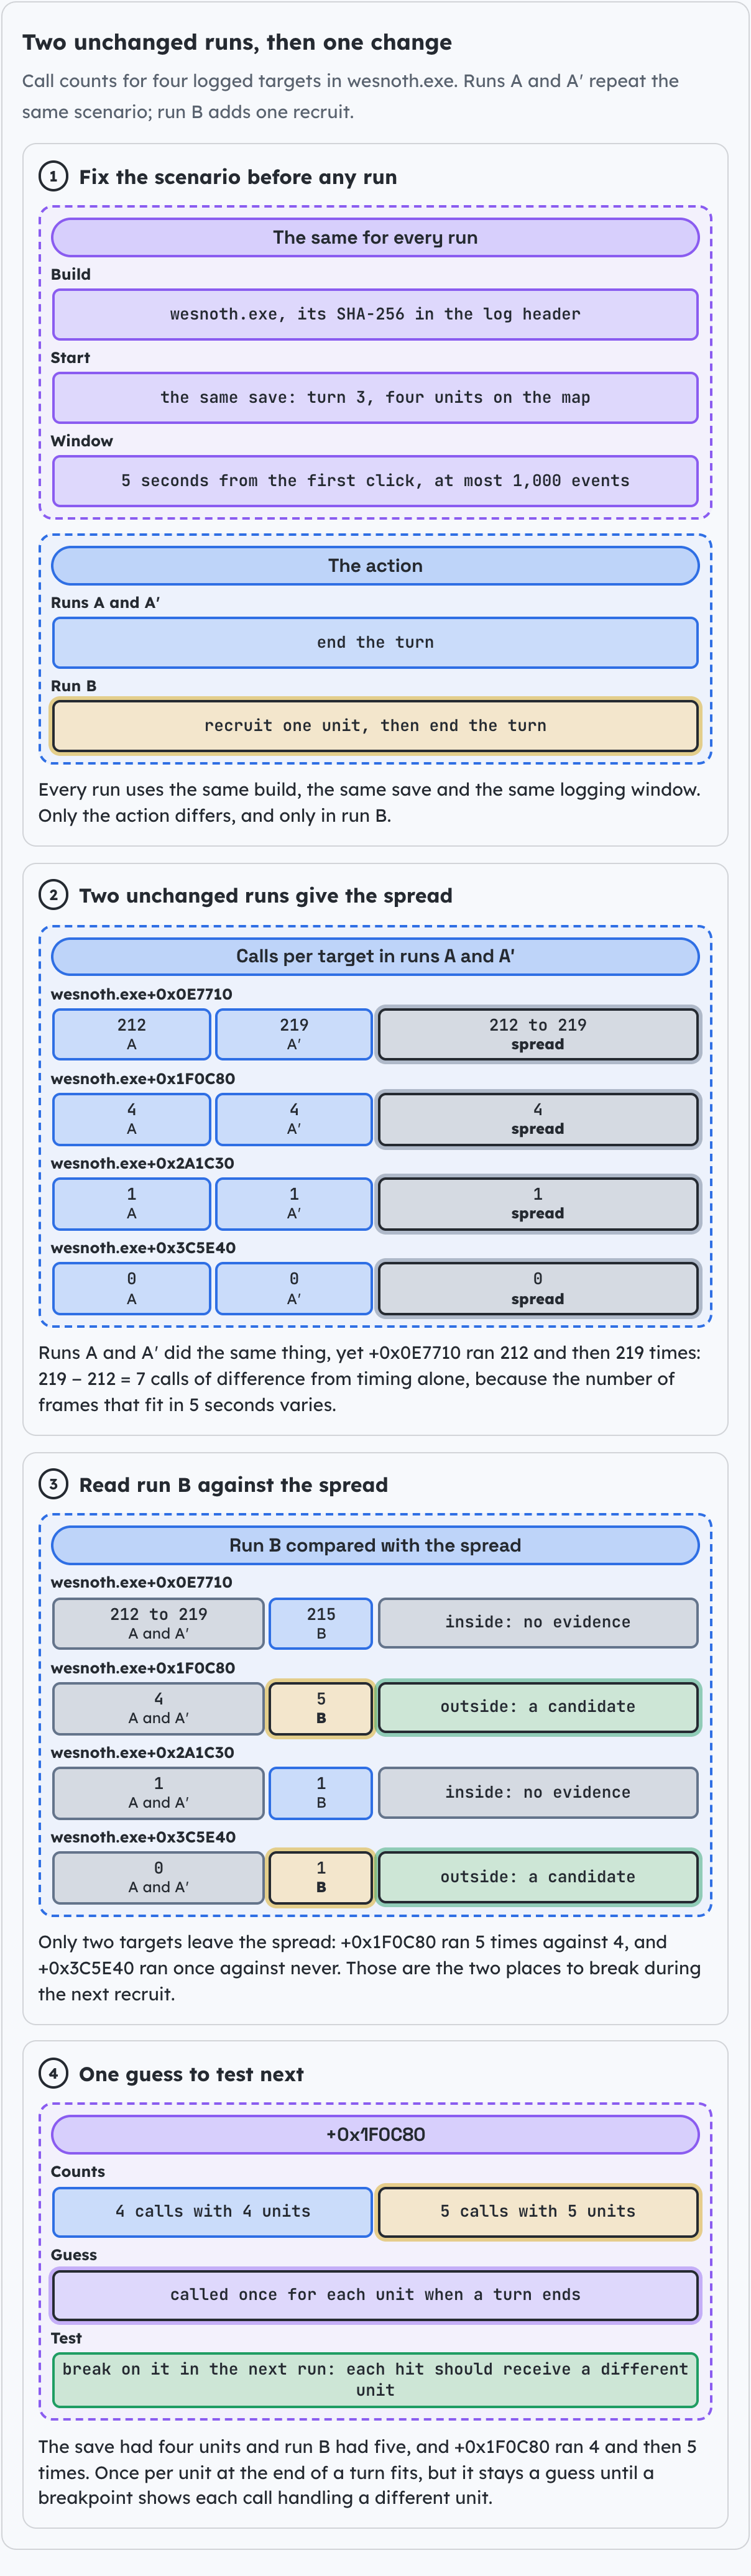 Two unchanged runs, then one change
Call counts for four logged targets in wesnoth.exe. Runs A and A′ repeat the
same scenario; run B adds one recruit.
1 Fix the scenario before any run
The same for every run
Build
wesnoth.exe, its SHA-256 in the log header
Start
the same save: turn 3, four units on the map
Window
5 seconds from the first click, at most 1,000 events
The action
Runs A and A′
end the turn
Run B
recruit one unit, then end the turn
Every run uses the same build, the same save and the same logging window.
Only the action differs, and only in run B.
2 Two unchanged runs give the spread
Calls per target in runs A and A′
wesnoth.exe+0x0E7710
212 219 212 to 219
A A′ spread
wesnoth.exe+0x1F0C80
4 4 4
A A′ spread
wesnoth.exe+0x2A1C30
1 1 1
A A′ spread
wesnoth.exe+0x3C5E40
0 0 0
A A′ spread
Runs A and A′ did the same thing, yet +0x0E7710 ran 212 and then 219 times:
219 − 212 = 7 calls of difference from timing alone, because the number of
frames that fit in 5 seconds varies.
3 Read run B against the spread
Run B compared with the spread
wesnoth.exe+0x0E7710
212 to 219 215 inside: no evidence
A and A′ B
wesnoth.exe+0x1F0C80
4 5 outside: a candidate
A and A′ B
wesnoth.exe+0x2A1C30
1 1 inside: no evidence
A and A′ B
wesnoth.exe+0x3C5E40
0 1 outside: a candidate
A and A′ B
Only two targets leave the spread: +0x1F0C80 ran 5 times against 4, and
+0x3C5E40 ran once against never. Those are the two places to break during
the next recruit.
4 One guess to test next
+0x1F0C80
Counts
4 calls with 4 units 5 calls with 5 units
Guess
called once for each unit when a turn ends
Test
break on it in the next run: each hit should receive a different
unit
The save had four units and run B had five, and +0x1F0C80 ran 4 and then 5
times. Once per unit at the end of a turn fits, but it stays a guess until a
breakpoint shows each call handling a different unit.